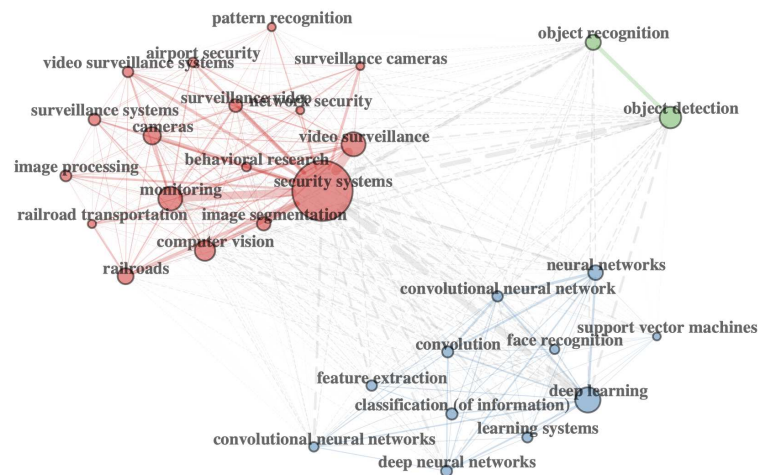 pattern recognition
object recognition
airport security
video surveillance systems
surveillance cameras
surveillance video
network security
object detection
surveillance systems
cameras
video surveillance
behavioral research
image processing
security systems
monitoring
railroad transportation
image segmentation
computer vision
railroads
neural networks
convolutional neural network
support vector machines
convolution
face recognition
feature extraction
deep learning
classification (of information)
learning systems
convolutional neural networks
deep neural networks